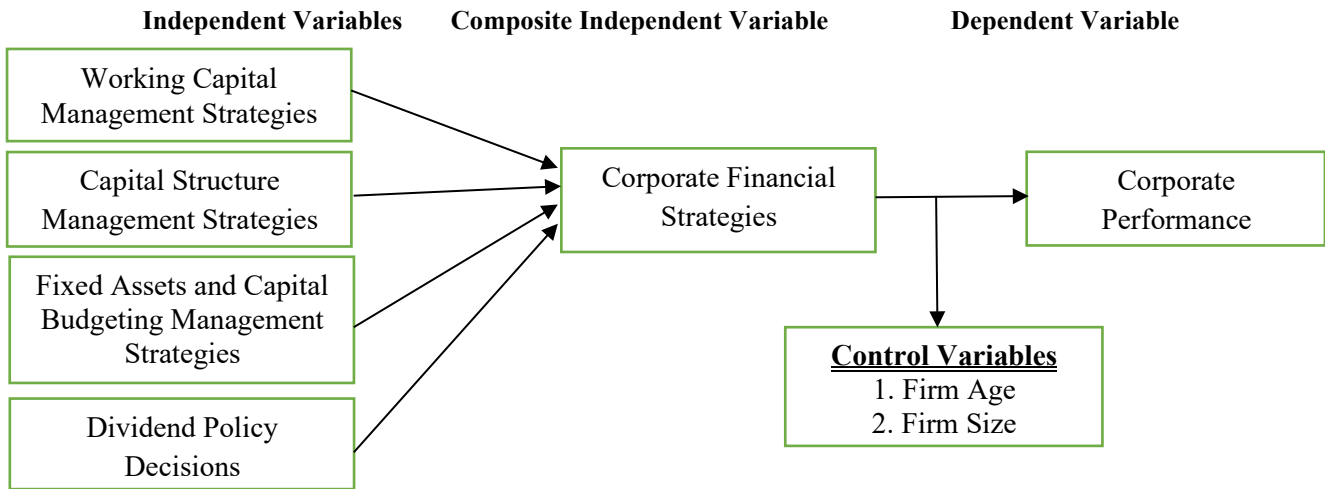 Independent Variables
Composite Independent Variable
Dependent Variable
Working Capital
Management Strategies
Capital Structure
Management Strategies
Fixed Assets and Capital
Budgeting Management
Strategies
Dividend Policy
Decisions
Corporate Financial
Strategies
Corporate
Performance
Control Variables
1. Firm Age
2. Firm Size